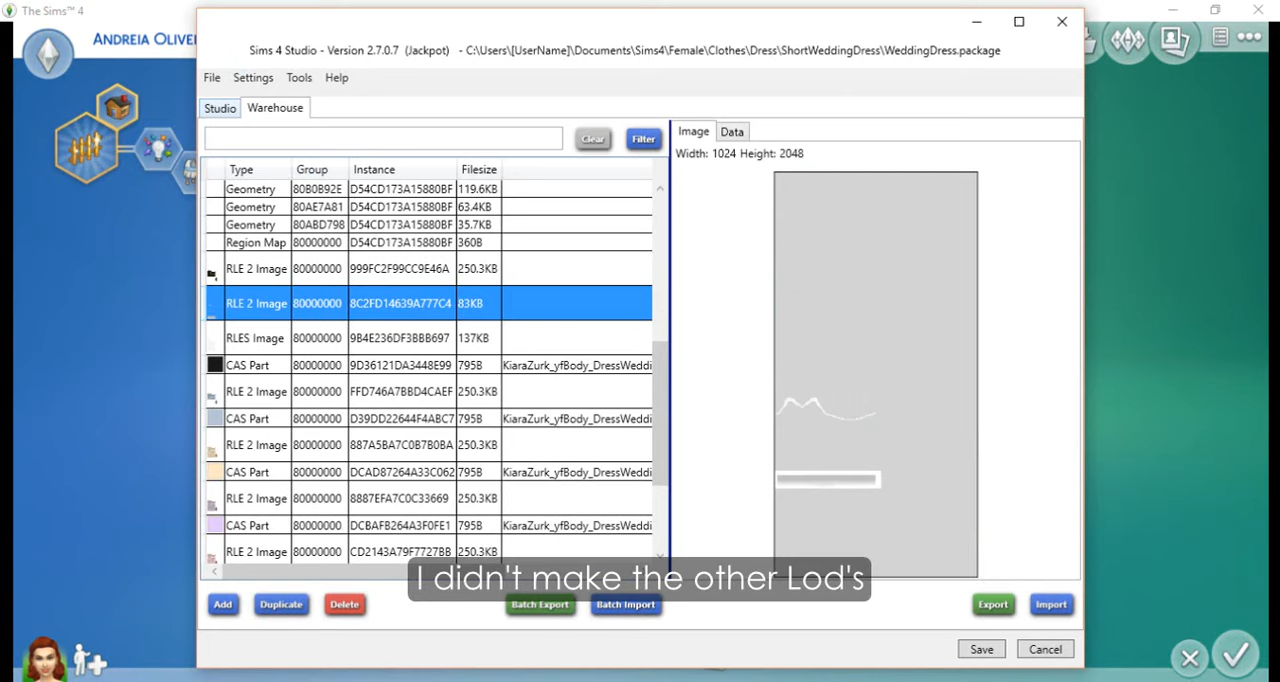 The Sims™ 4
ANDREIA OLIVE
Sims 4 Studio - Version 2.7.0.7 (Jackpot) - C:\Users\[UserName]\Documents\Sims4\Female\Clothes\Dress\ShortWeddingDress\WeddingDress.package
File Settings Tools Help
Studio Warehouse
Clear Filter
Image Data
Width: 1024 Height: 2048
Type Group Instance Filesize
Geometry 80B0B92E D54CD173A15880BF 119.6KB
Geometry 80AE7A81 D54CD173A15880BF 63.4KB
Geometry 80ABD798 D54CD173A15880BF 35.7KB
Region Map 80000000 D54CD173A15880BF 360B
RLE 2 Image 80000000 999FC2F99CC9E46A 250.3KB
RLE 2 Image 80000000 8C2FD14639A777C4 83KB
RLES Image 80000000 9B4E236DF3BBB697 137KB
CAS Part 80000000 9D36121DA3448E99 795B KiaraZurk_yfBody_DressWeddi
RLE 2 Image 80000000 FFD746A7BBD4CAEF 250.3KB
CAS Part 80000000 D39DD22644F4ABC7 795B KiaraZurk_yfBody_DressWeddi
RLE 2 Image 80000000 887A5BA7C0B7B0BA 250.3KB
CAS Part 80000000 DCAD87264A33C062 795B KiaraZurk_yfBody_DressWeddi
RLE 2 Image 80000000 8887EFA7C0C33669 250.3KB
CAS Part 80000000 DCBAFB264A3F0FE1 795B KiaraZurk_yfBody_DressWeddi
RLE 2 Image 80000000 CD2143A79F7727BB 250.3KB
I didn't make the other Lod's
Add Duplicate Delete Batch Export Batch Import Export Import
Save Cancel